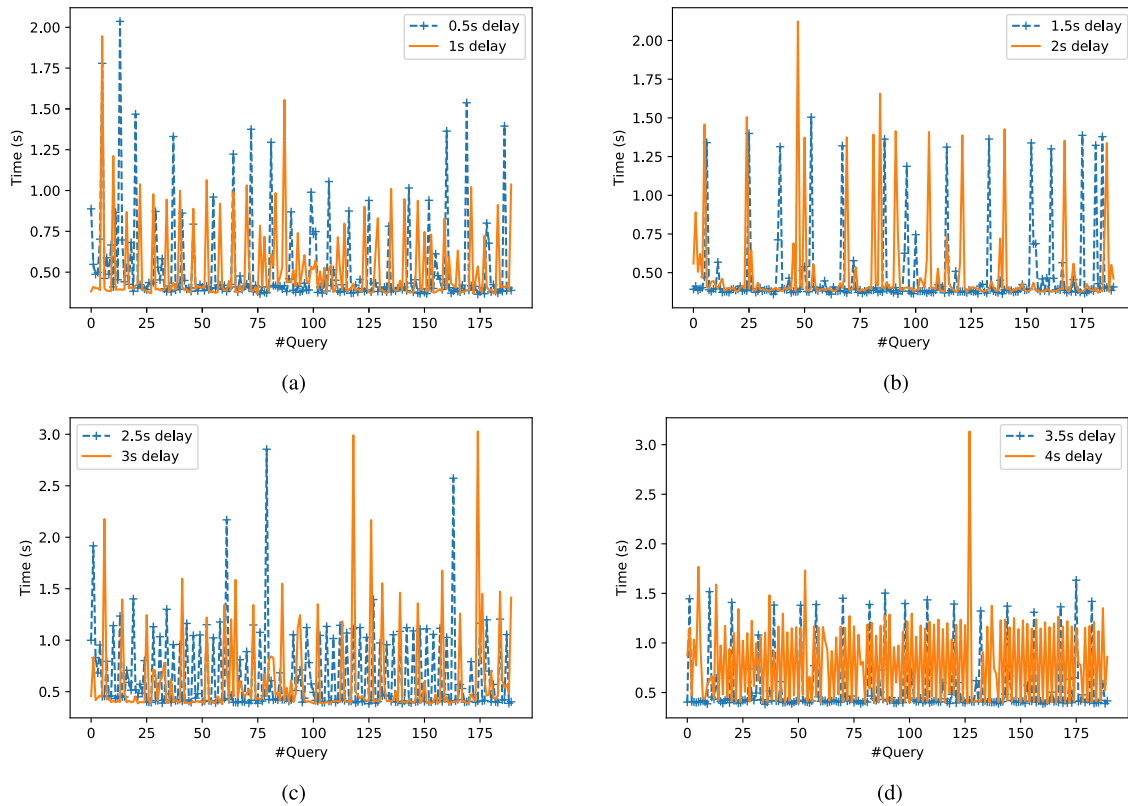 2.00
1.75
1.50
1.25
1.00
0.75
0.50
Time (s)
0.5s delay
1s delay
0 25 50 75 100 125 150 175
#Query
(a)
2.00
1.75
1.50
1.25
1.00
0.75
0.50
Time (s)
1.5s delay
2s delay
0 25 50 75 100 125 150 175
#Query
(b)
3.0
2.5
2.0
1.5
1.0
0.5
Time (s)
2.5s delay
3s delay
0 25 50 75 100 125 150 175
#Query
(c)
3.0
2.5
2.0
1.5
1.0
0.5
Time (s)
3.5s delay
4s delay
0 25 50 75 100 125 150 175
#Query
(d)